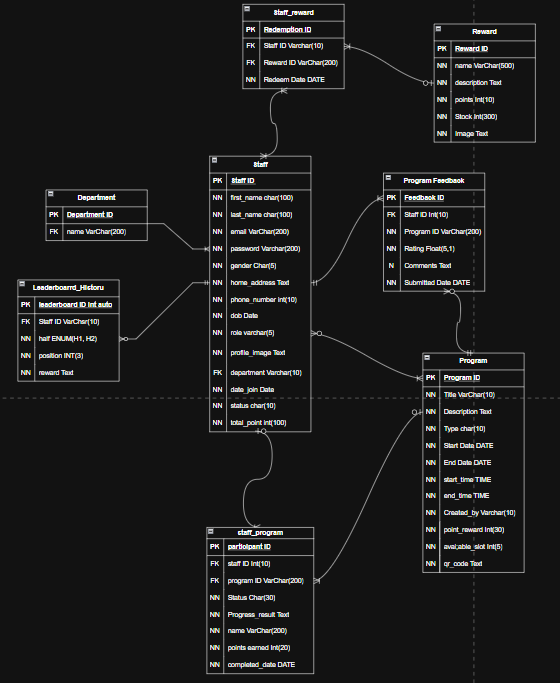 Staff_reward
PK Redemption ID
FK Staff ID Varchar(10)
FK Reward ID VarChar(200)
NN Redeem Date DATE
Reward
PK Reward ID
NN name VarChar(500)
NN description Text
NN points Int(10)
NN Stock Int(300)
NN Image Text
Staff
PK Staff ID
NN first_name char(100)
NN last_name char(100)
NN email VarChar(200)
NN password Varchar(200)
NN gender Char(5)
NN home_address Text
NN phone_number int(10)
NN dob Date
NN role varchar(5)
NN profile_image Text
FK department Varchar(10)
NN date_join Date
NN status char(10)
NN total_point int(100)
Program Feedback
PK Feedback ID
FK Staff ID Int(10)
NN Program ID VarChar(200)
NN Rating Float(5,1)
N Comments Text
NN Submitted Date DATE
Department
PK Department ID
FK name VarChar(200)
Leaderboarrd_Historu
PK leaderboard ID Int auto
FK Staff ID VarChsr(10)
NN half ENUM(H1, H2)
NN position INT(3)
NN reward Text
Program
PK Program ID
NN Title VarChar(10)
NN Description Text
NN Type char(10)
NN Start Date DATE
NN End Date DATE
NN start_time TIME
NN end_time TIME
NN Created_by Varchar(10)
NN point_reward Int(30)
NN avai;able_slot Int(5)
NN qr_code Text
staff_program
PK participant ID
FK staff ID Int(10)
FK program ID VarChar(200)
NN Status Char(30)
NN Progress_result Text
NN name VarChar(200)
NN points earned Int(20)
NN completed_date DATE